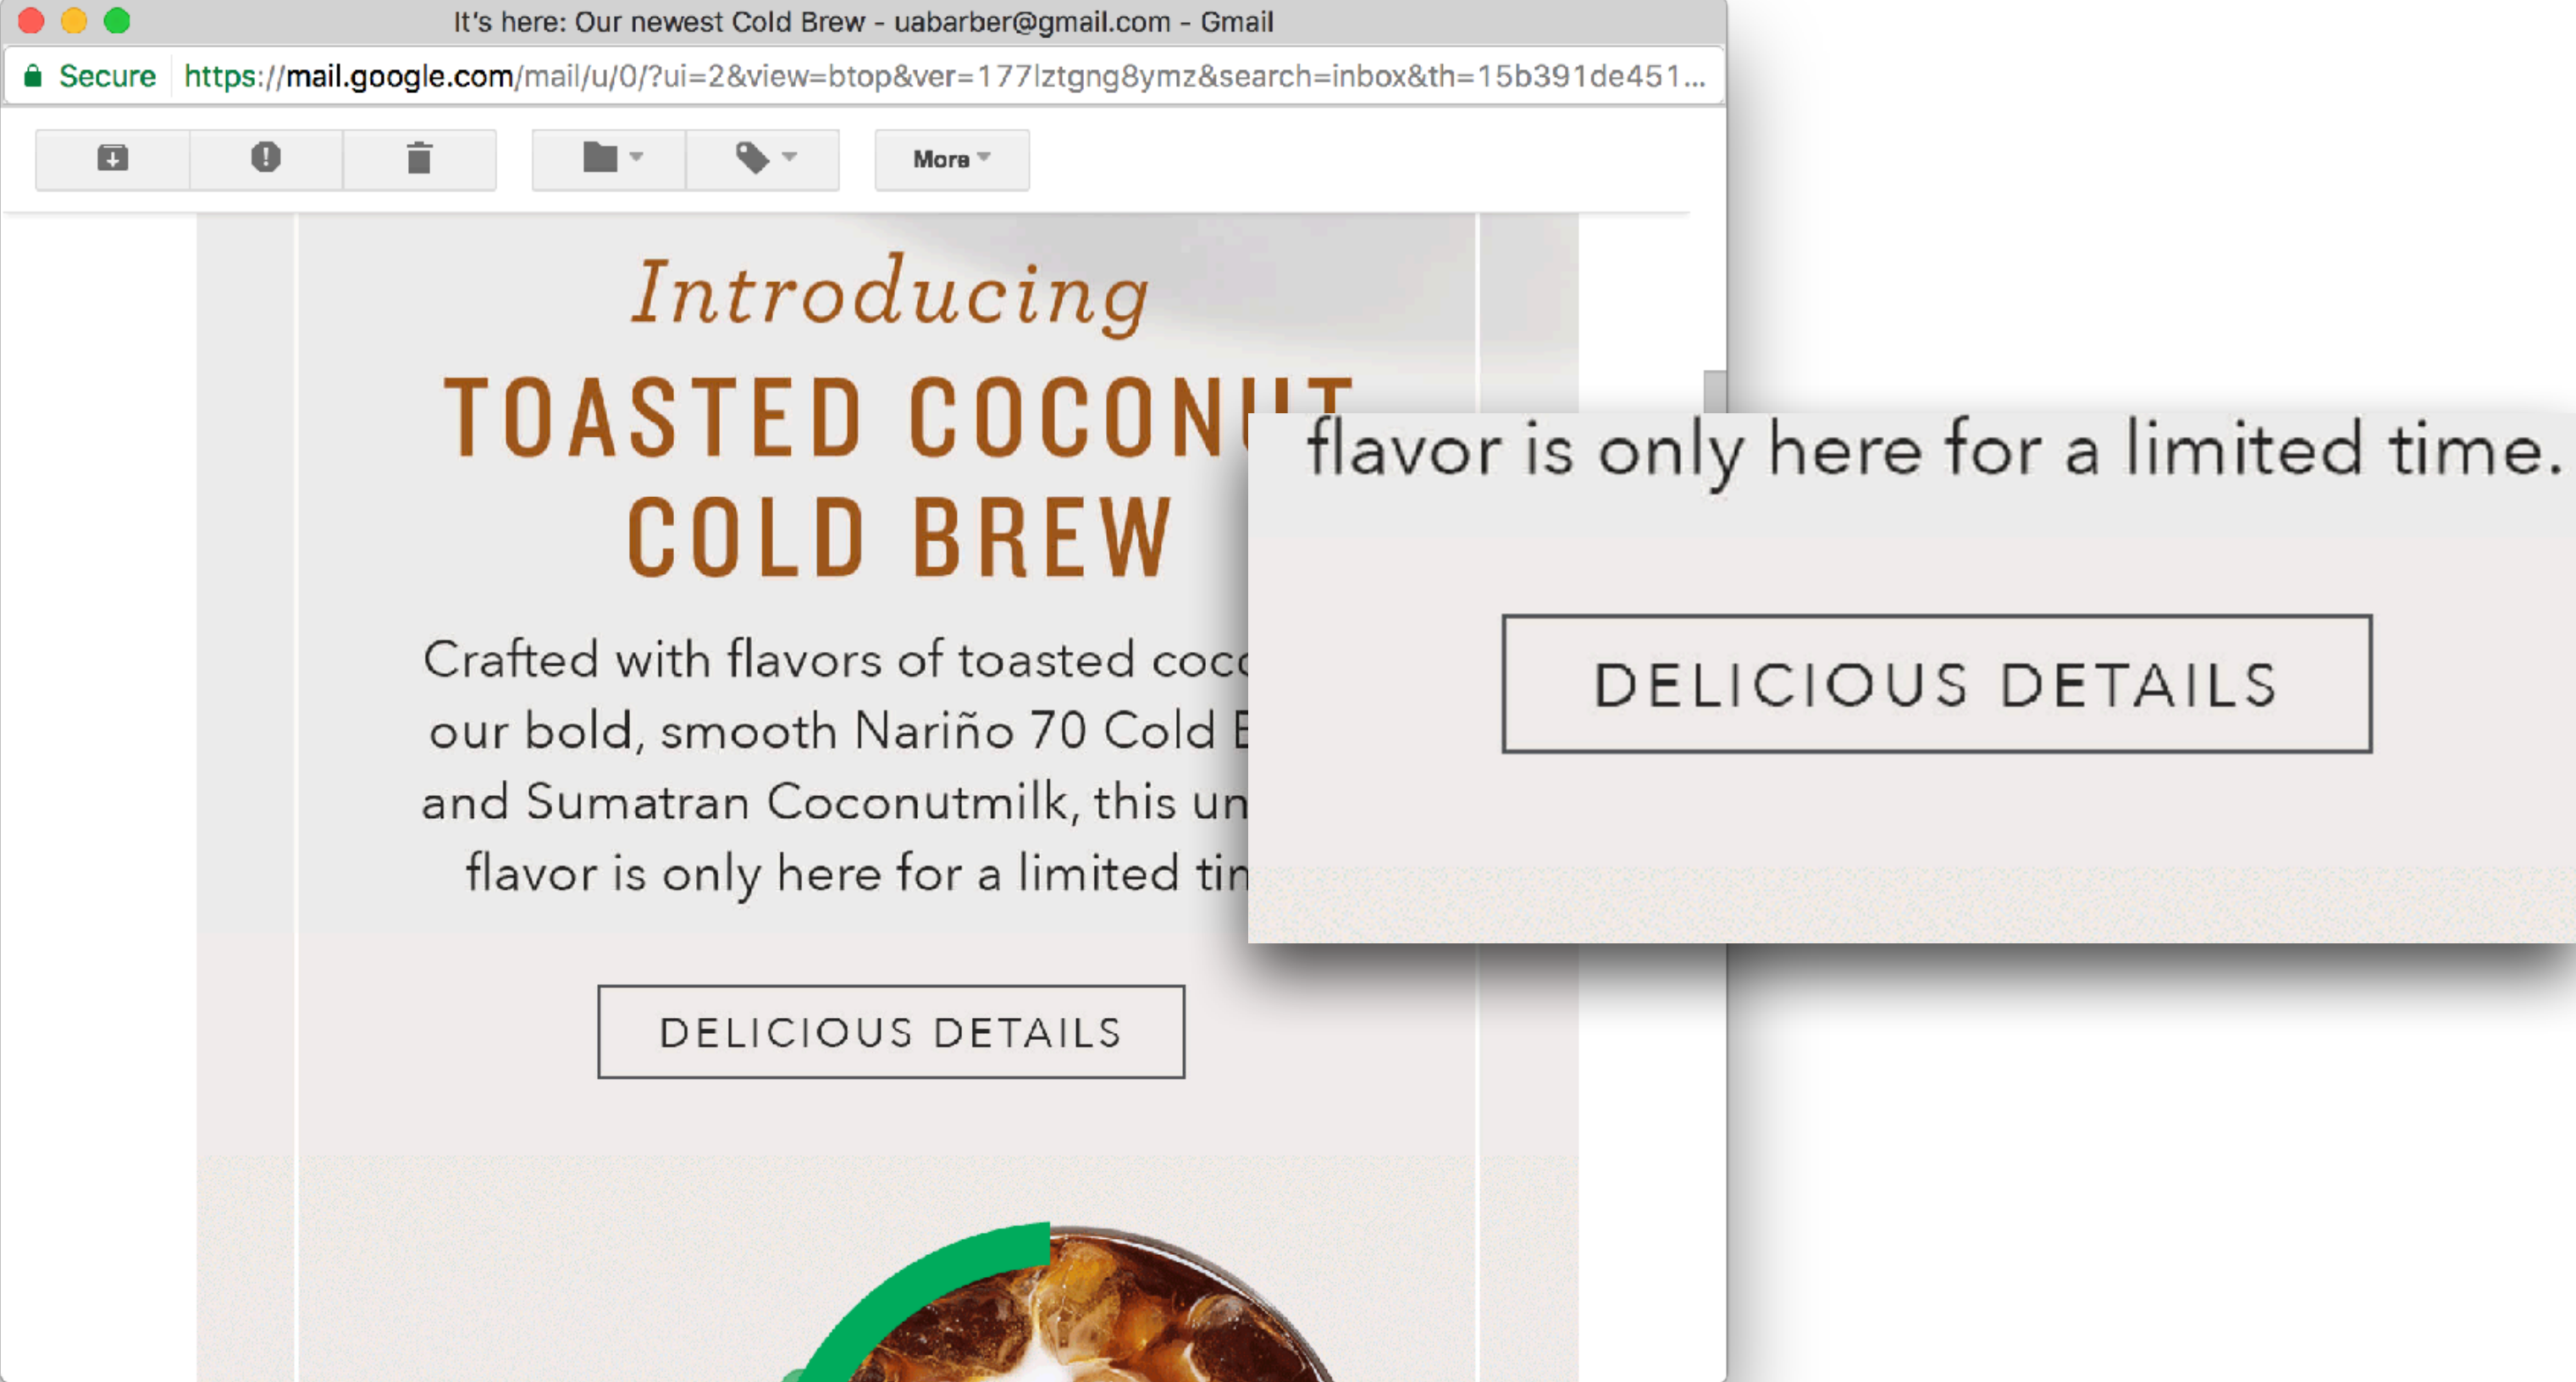 It's here: Our newest Cold Brew - uabarber@gmail.com - Gmail
Secure https://mail.google.com/mail/u/0/?ui=2&view=btop&ver=177lztgng8ymz&search=inbox&th=15b391de451...
More
Introducing
TOASTED COCONUT
COLD BREW
Crafted with flavors of toasted
our bold, smooth Nariño 70 Cold
and Sumatran Coconutmilk, this
flavor is only here for a limited
DELICIOUS DETAILS
flavor is only here for a limited time.
DELICIOUS DETAILS